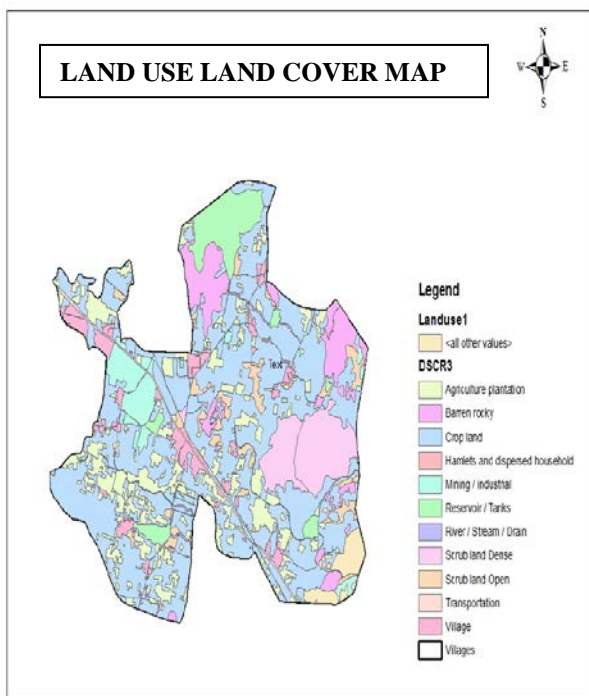 LAND USE LAND COVER MAP
N
W E
S
Text
Legend
Landuse1
<all other values>
DSCR3
Agriculture plantation
Barren rocky
Crop land
Hamlets and dispersed household
Mining / Industrial
Reservoir / Tanks
River / Stream / Drain
Scrub land Dense
Scrub land Open
Transportation
Village
Villages